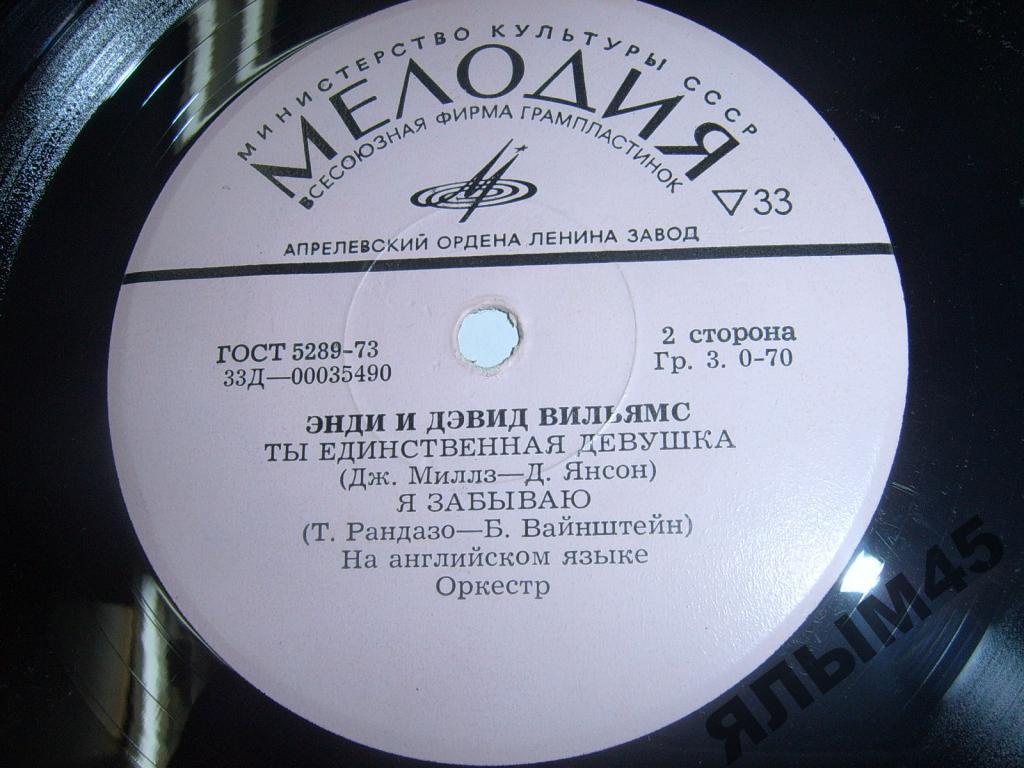 МИНИСТЕРСТВО КУЛЬТУРЫ СССР
МЕЛОДИЯ
ВСЕСОЮЗНАЯ ФИРМА ГРАМПЛАСТИНОК
33
АПРЕЛЕВСКИЙ ОРДЕНА ЛЕНИНА ЗАВОД
ГОСТ 5289-73
33Д—00035490
2 сторона
Гр. 3. 0-70
ЭНДИ И ДЭВИД ВИЛЬЯМС
ТЫ ЕДИНСТВЕННАЯ ДЕВУШКА
(Дж. Миллз—Д. Янсон)
Я ЗАБЫВАЮ
(Т. Рандазо—Б. Вайнштейн)
На английском языке
Оркестр
ЯЛЫМ45